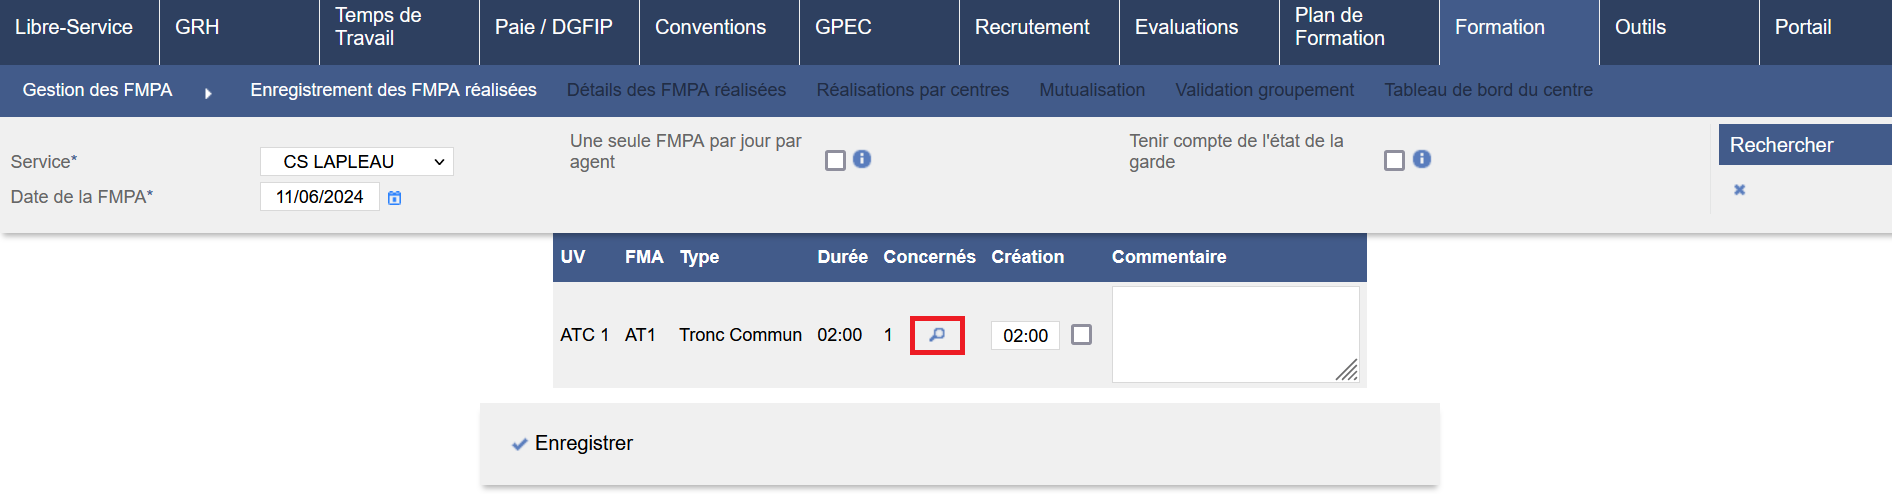 Libre-Service GRH Temps de Travail Paie / DGFIP Conventions GPEC Recrutement Evaluations Plan de Formation Formation Outils Portail
Gestion des FMPA Enregistrement des FMPA réalisées Détails des FMPA réalisées Réalisations par centres Mutualisation Validation groupement Tableau de bord du centre
Service* CS LAPLEAU
Date de la FMPA* 11/06/2024
Une seule FMPA par jour par
agent
Tenir compte de l'état de la
garde
Rechercher
UV FMA Type Durée Concernés Création Commentaire
ATC 1 AT1 Tronc Commun 02:00 1 02:00
Enregistrer